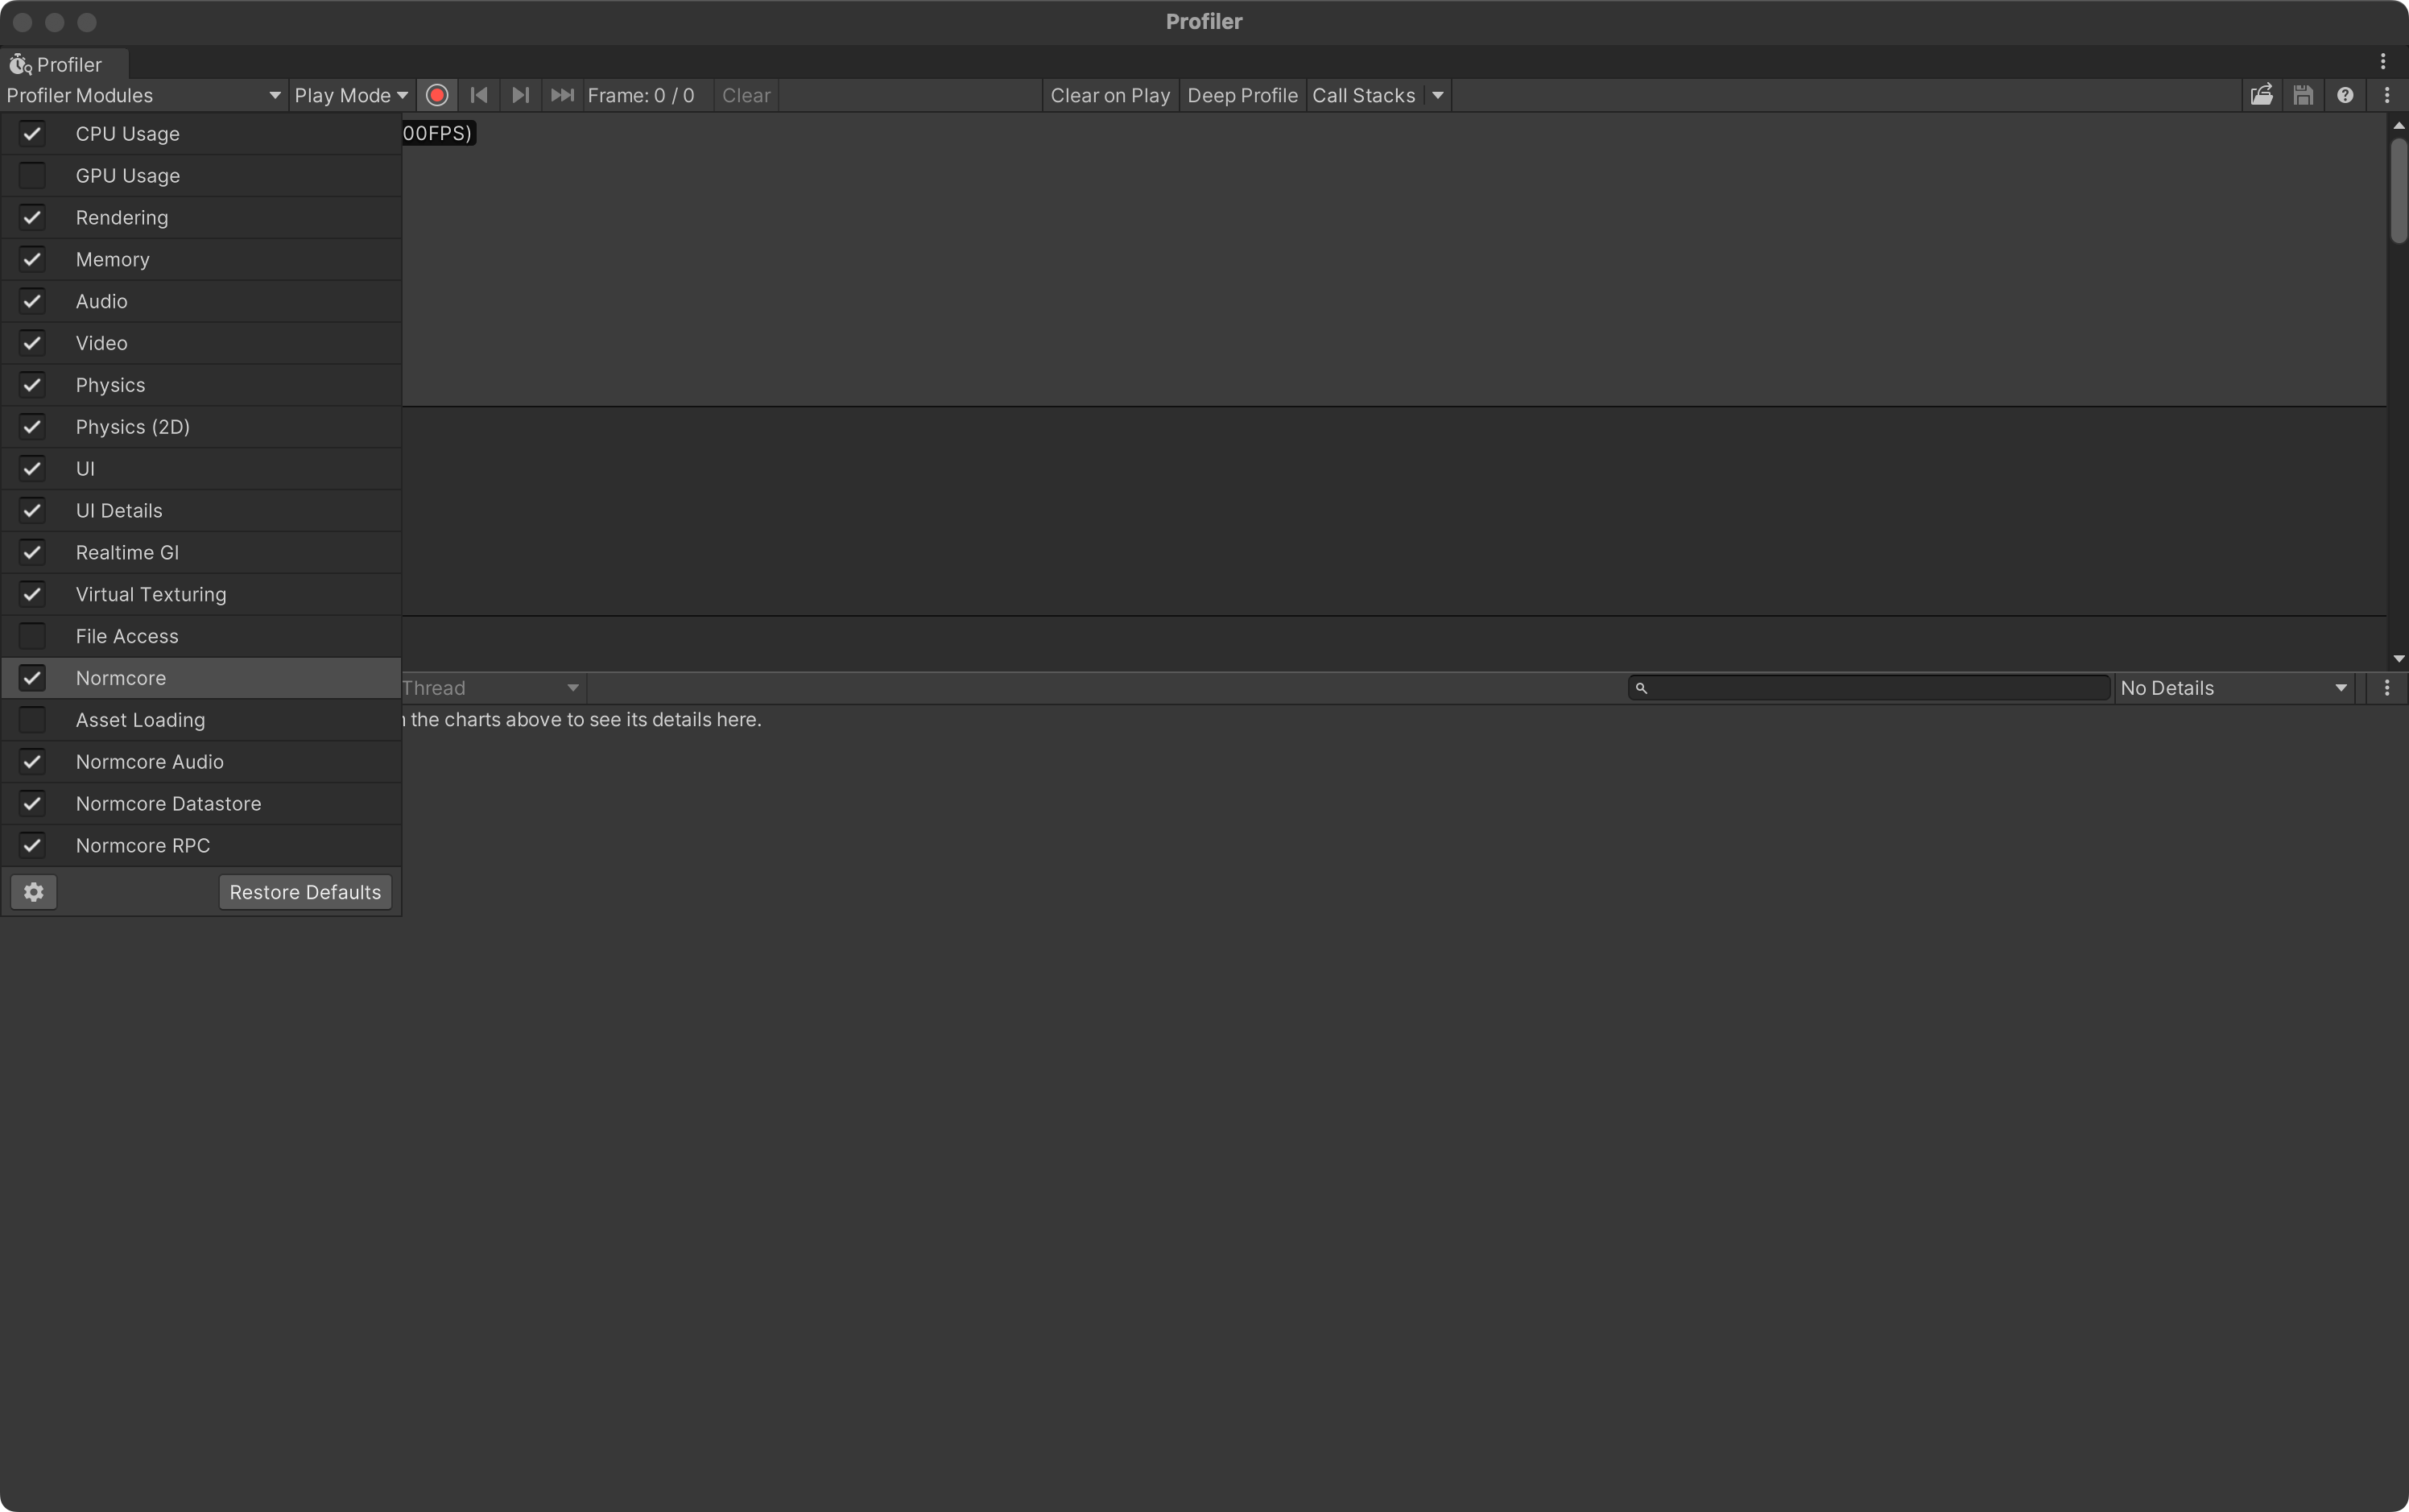 Profiler
Profiler
Profiler Modules Play Mode Frame: 0 / 0 Clear Clear on Play Deep Profile Call Stacks
CPU Usage 00FPS)
GPU Usage
Rendering
Memory
Audio
Video
Physics
Physics (2D)
UI
UI Details
Realtime GI
Virtual Texturing
File Access
Normcore
Thread No Details
Asset Loading
the charts above to see its details here.
Normcore Audio
Normcore Datastore
Normcore RPC
Restore Defaults